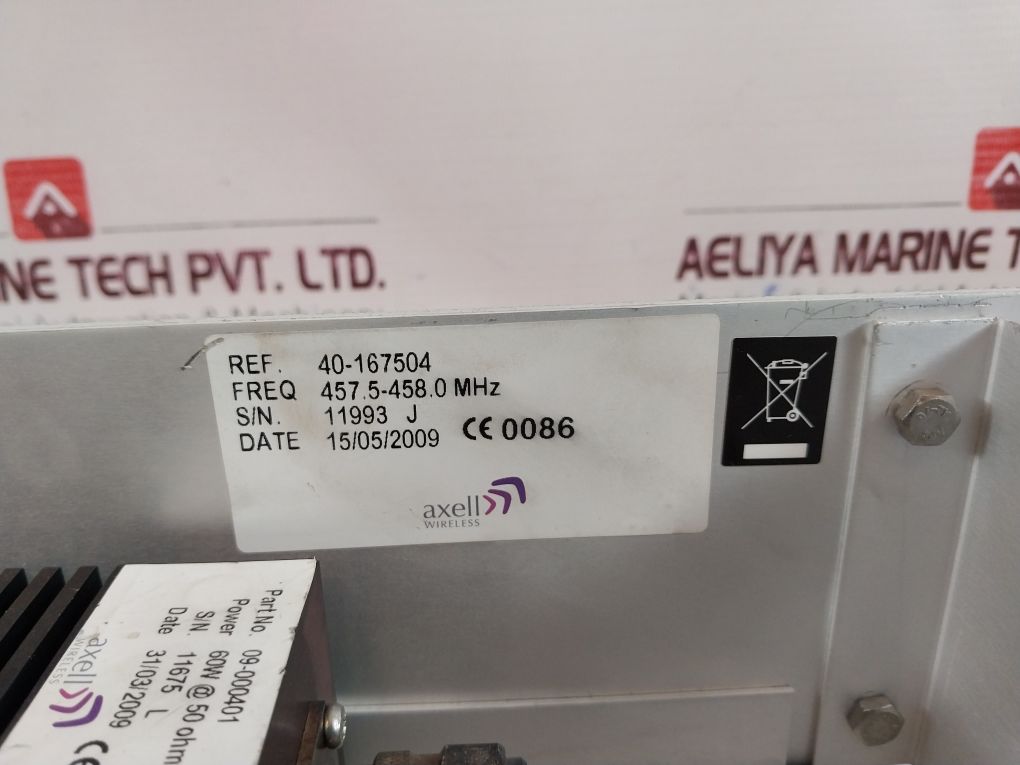 NE TECH PVT. LTD.
AELIYA MARINE T
REF. 40-167504
FREQ 457.5-458.0 MHz
S/N. 11993 J
DATE 15/05/2009
CE 0086
axell
WIRELESS
Part No. 09-000401
Power 60W @ 50 ohm
S/N. 11675 L
Date 31/03/2009
axell
WIRELESS
CE